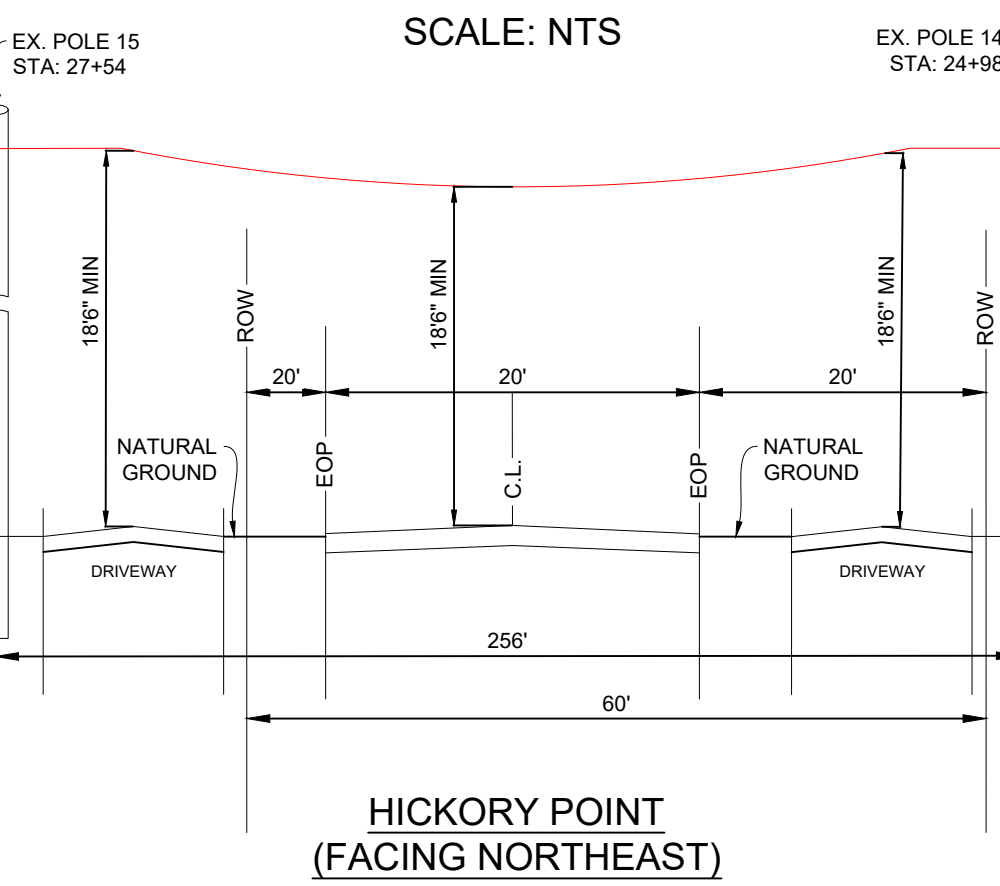 SCALE: NTS
EX. POLE 15
STA: 27+54
EX. POLE 14
STA: 24+98
18'6" MIN
ROW
18'6" MIN
18'6" MIN
ROW
20'
20'
20'
NATURAL
GROUND
EOP
C.L.
EOP
NATURAL
GROUND
DRIVEWAY
DRIVEWAY
256'
60'
HICKORY POINT
(FACING NORTHEAST)